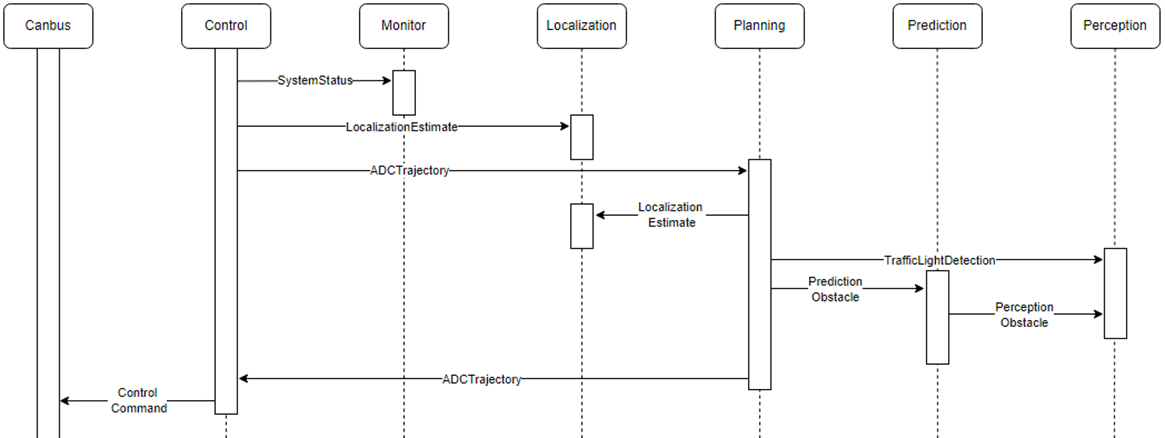 Canbus
Control
Monitor
Localization
Planning
Prediction
Perception
SystemStatus
LocalizationEstimate
ADCTrajectory
Localization
Estimate
TrafficLightDetection
Prediction
Obstacle
Perception
Obstacle
ADCTrajectory
Control
Command